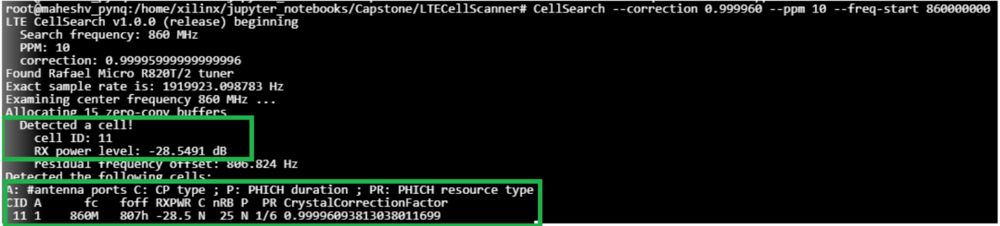 root@maheshv_pynq:/home/xilinx/jupyter_notebooks/Capstone/LTECellScanner# CellSearch --correction 0.999960 --ppm 10 --freq-start 860000000
LTE CellSearch v1.0.0 (release) beginning
Search frequency: 860 MHz
PPM: 10
correction: 0.99995999999999996
Found Rafael Micro R820T/2 tuner
Exact sample rate is: 1919923.098783 Hz
Examining center frequency 860 MHz ...
Allocating 15 zero-copy buffers
Detected a cell!
cell ID: 11
RX power level: -28.5491 dB
residual frequency offset: 806.824 Hz
Detected the following cells:
A: #antenna ports C: CP type ; P: PHICH duration ; PR: PHICH resource type
CID A fc foff RXPWR C nRB P PR CrystalCorrectionFactor
11 1 860M 807h -28.5 N 25 N 1/6 0.99996093813038011699